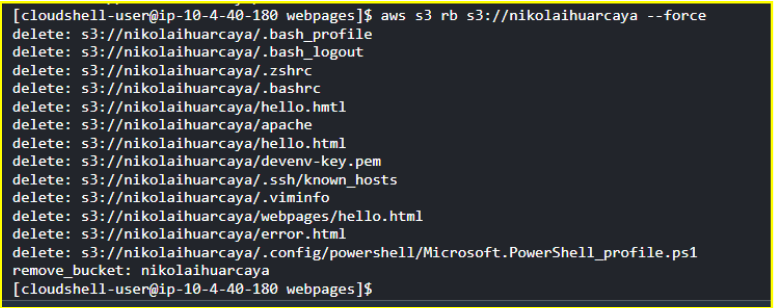 [cloudshell-user@ip-10-4-40-180 webpages]$ aws s3 rb s3://nikolaihuarcaya --force
delete: s3://nikolaihuarcaya/.bash_profile
delete: s3://nikolaihuarcaya/.bash_logout
delete: s3://nikolaihuarcaya/.zshrc
delete: s3://nikolaihuarcaya/.bashrc
delete: s3://nikolaihuarcaya/hello.hmtl
delete: s3://nikolaihuarcaya/apache
delete: s3://nikolaihuarcaya/hello.html
delete: s3://nikolaihuarcaya/devenv-key.pem
delete: s3://nikolaihuarcaya/.ssh/known_hosts
delete: s3://nikolaihuarcaya/.viminfo
delete: s3://nikolaihuarcaya/webpages/hello.html
delete: s3://nikolaihuarcaya/error.html
delete: s3://nikolaihuarcaya/.config/powershell/Microsoft.PowerShell_profile.ps1
remove_bucket: nikolaihuarcaya
[cloudshell-user@ip-10-4-40-180 webpages]$